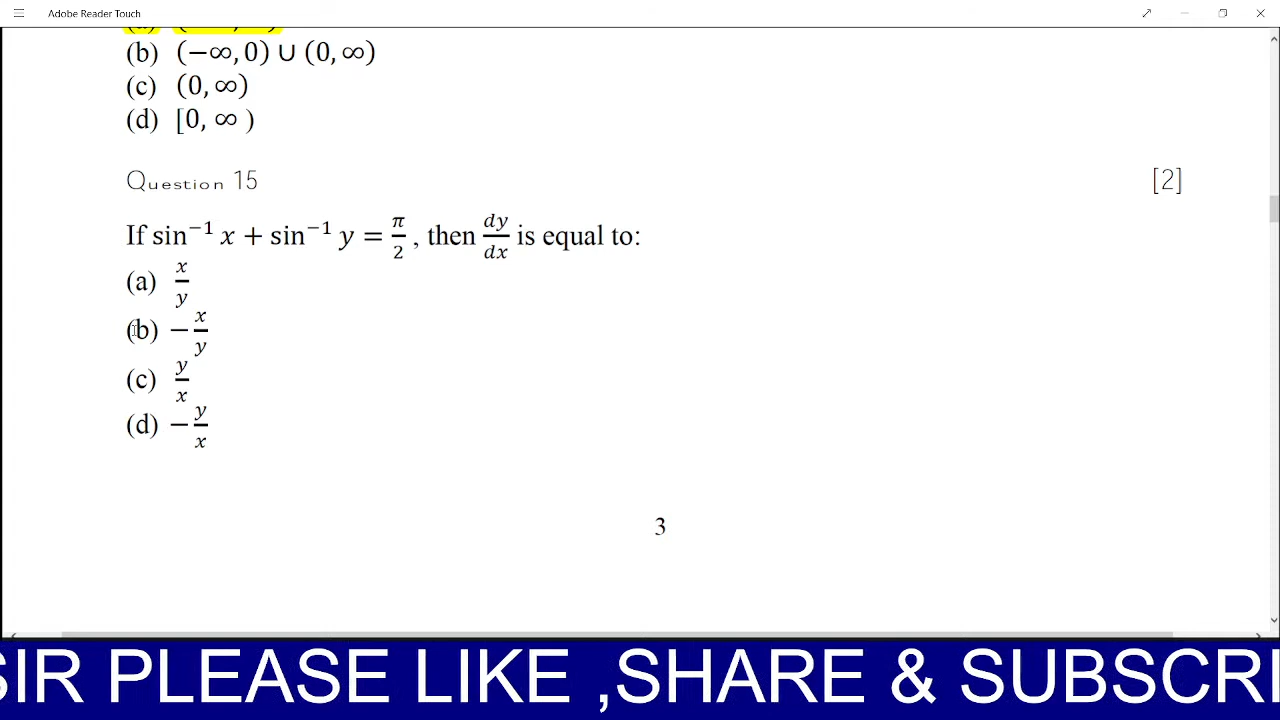 Adobe Reader Touch
(b) (−∞, 0) ∪ (0, ∞)
(c) (0, ∞)
(d) [0, ∞ )
Question 15 [2]
If sin⁻¹ x + sin⁻¹ y = π/2 , then dy/dx is equal to:
(a) x/y
(b) − x/y
(c) y/x
(d) − y/x
3
SIR PLEASE LIKE ,SHARE & SUBSCRI